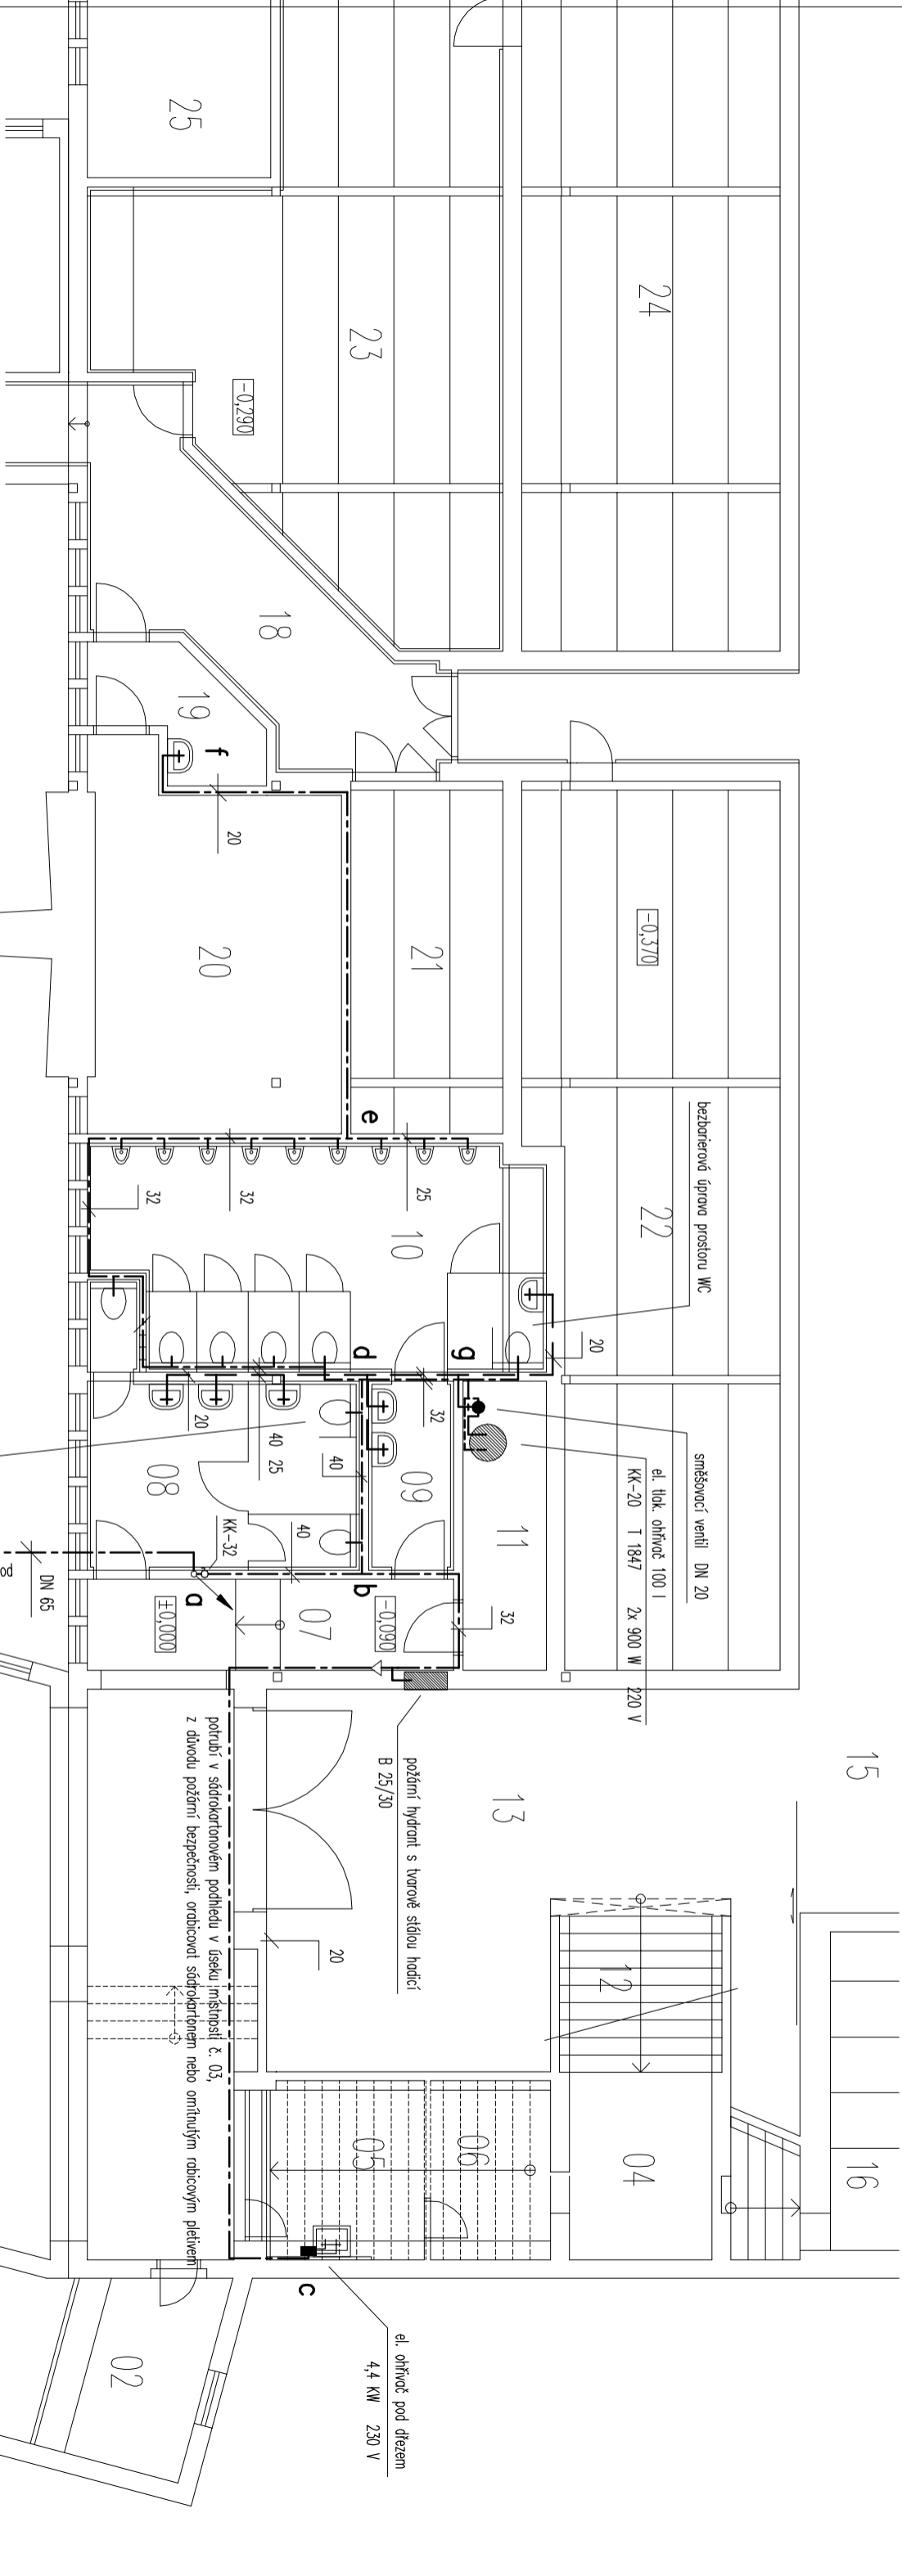 25
24
23
-0,290
18
19
f
20
20
21
-0,370
22
bezbarierová úprava prostoru WC
e
25
32
32
10
20
d
g
32
20
40
25
40
směšovací ventil DN 20
el. tlak. ohřívač 100 l
KK-20 T 1847 2x 900 W 220 V
08
09
11
KK-32
40
DN 65
a
b
±0,000
07
-0,090
32
požární hydrant s tvarově stálou hadicí
B 25/30
potrubí v sádrokartonovém podhledu v úseku místnosti č. 03,
z důvodu požární bezpečnosti, orabicovat sádrokartonem nebo omítnutým rabicovým pletivem
13
15
20
12
05
06
04
16
c
el. ohřívač pod dřezem
4,4 KW 230 V
02